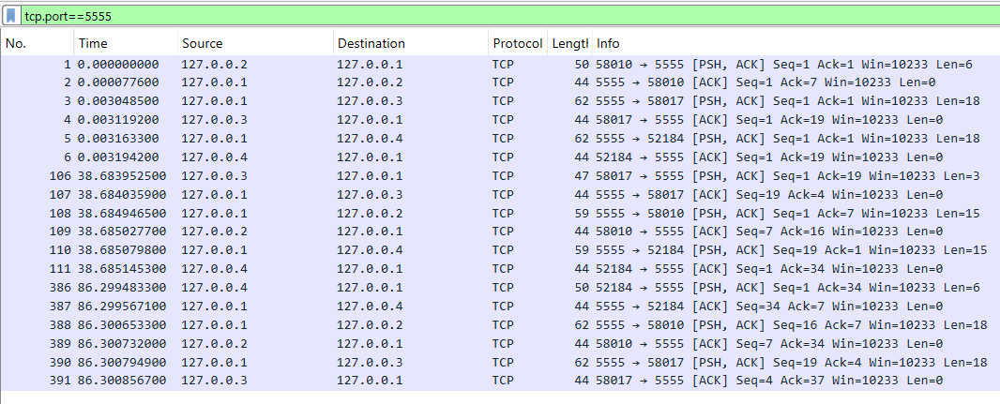 tcp.port==5555
No. Time Source Destination Protocol Lengtl Info
1 0.000000000 127.0.0.2 127.0.0.1 TCP 50 58010 → 5555 [PSH, ACK] Seq=1 Ack=1 Win=10233 Len=6
2 0.000077600 127.0.0.1 127.0.0.2 TCP 44 5555 → 58010 [ACK] Seq=1 Ack=7 Win=10233 Len=0
3 0.003048500 127.0.0.1 127.0.0.3 TCP 62 5555 → 58017 [PSH, ACK] Seq=1 Ack=1 Win=10233 Len=18
4 0.003119200 127.0.0.3 127.0.0.1 TCP 44 58017 → 5555 [ACK] Seq=1 Ack=19 Win=10233 Len=0
5 0.003163300 127.0.0.1 127.0.0.4 TCP 62 5555 → 52184 [PSH, ACK] Seq=1 Ack=1 Win=10233 Len=18
6 0.003194200 127.0.0.4 127.0.0.1 TCP 44 52184 → 5555 [ACK] Seq=1 Ack=19 Win=10233 Len=0
106 38.683952500 127.0.0.3 127.0.0.1 TCP 47 58017 → 5555 [PSH, ACK] Seq=1 Ack=19 Win=10233 Len=3
107 38.684035900 127.0.0.1 127.0.0.3 TCP 44 5555 → 58017 [ACK] Seq=19 Ack=4 Win=10233 Len=0
108 38.684946500 127.0.0.1 127.0.0.2 TCP 59 5555 → 58010 [PSH, ACK] Seq=1 Ack=7 Win=10233 Len=15
109 38.685027700 127.0.0.2 127.0.0.1 TCP 44 58010 → 5555 [ACK] Seq=7 Ack=16 Win=10233 Len=0
110 38.685079800 127.0.0.1 127.0.0.4 TCP 59 5555 → 52184 [PSH, ACK] Seq=19 Ack=1 Win=10233 Len=15
111 38.685145300 127.0.0.4 127.0.0.1 TCP 44 52184 → 5555 [ACK] Seq=1 Ack=34 Win=10233 Len=0
386 86.299483300 127.0.0.4 127.0.0.1 TCP 50 52184 → 5555 [PSH, ACK] Seq=1 Ack=34 Win=10233 Len=6
387 86.299567100 127.0.0.1 127.0.0.4 TCP 44 5555 → 52184 [ACK] Seq=34 Ack=7 Win=10233 Len=0
388 86.300653300 127.0.0.1 127.0.0.2 TCP 62 5555 → 58010 [PSH, ACK] Seq=16 Ack=7 Win=10233 Len=18
389 86.300732000 127.0.0.2 127.0.0.1 TCP 44 58010 → 5555 [ACK] Seq=7 Ack=34 Win=10233 Len=0
390 86.300794900 127.0.0.1 127.0.0.3 TCP 62 5555 → 58017 [PSH, ACK] Seq=19 Ack=4 Win=10233 Len=18
391 86.300856700 127.0.0.3 127.0.0.1 TCP 44 58017 → 5555 [ACK] Seq=4 Ack=37 Win=10233 Len=0